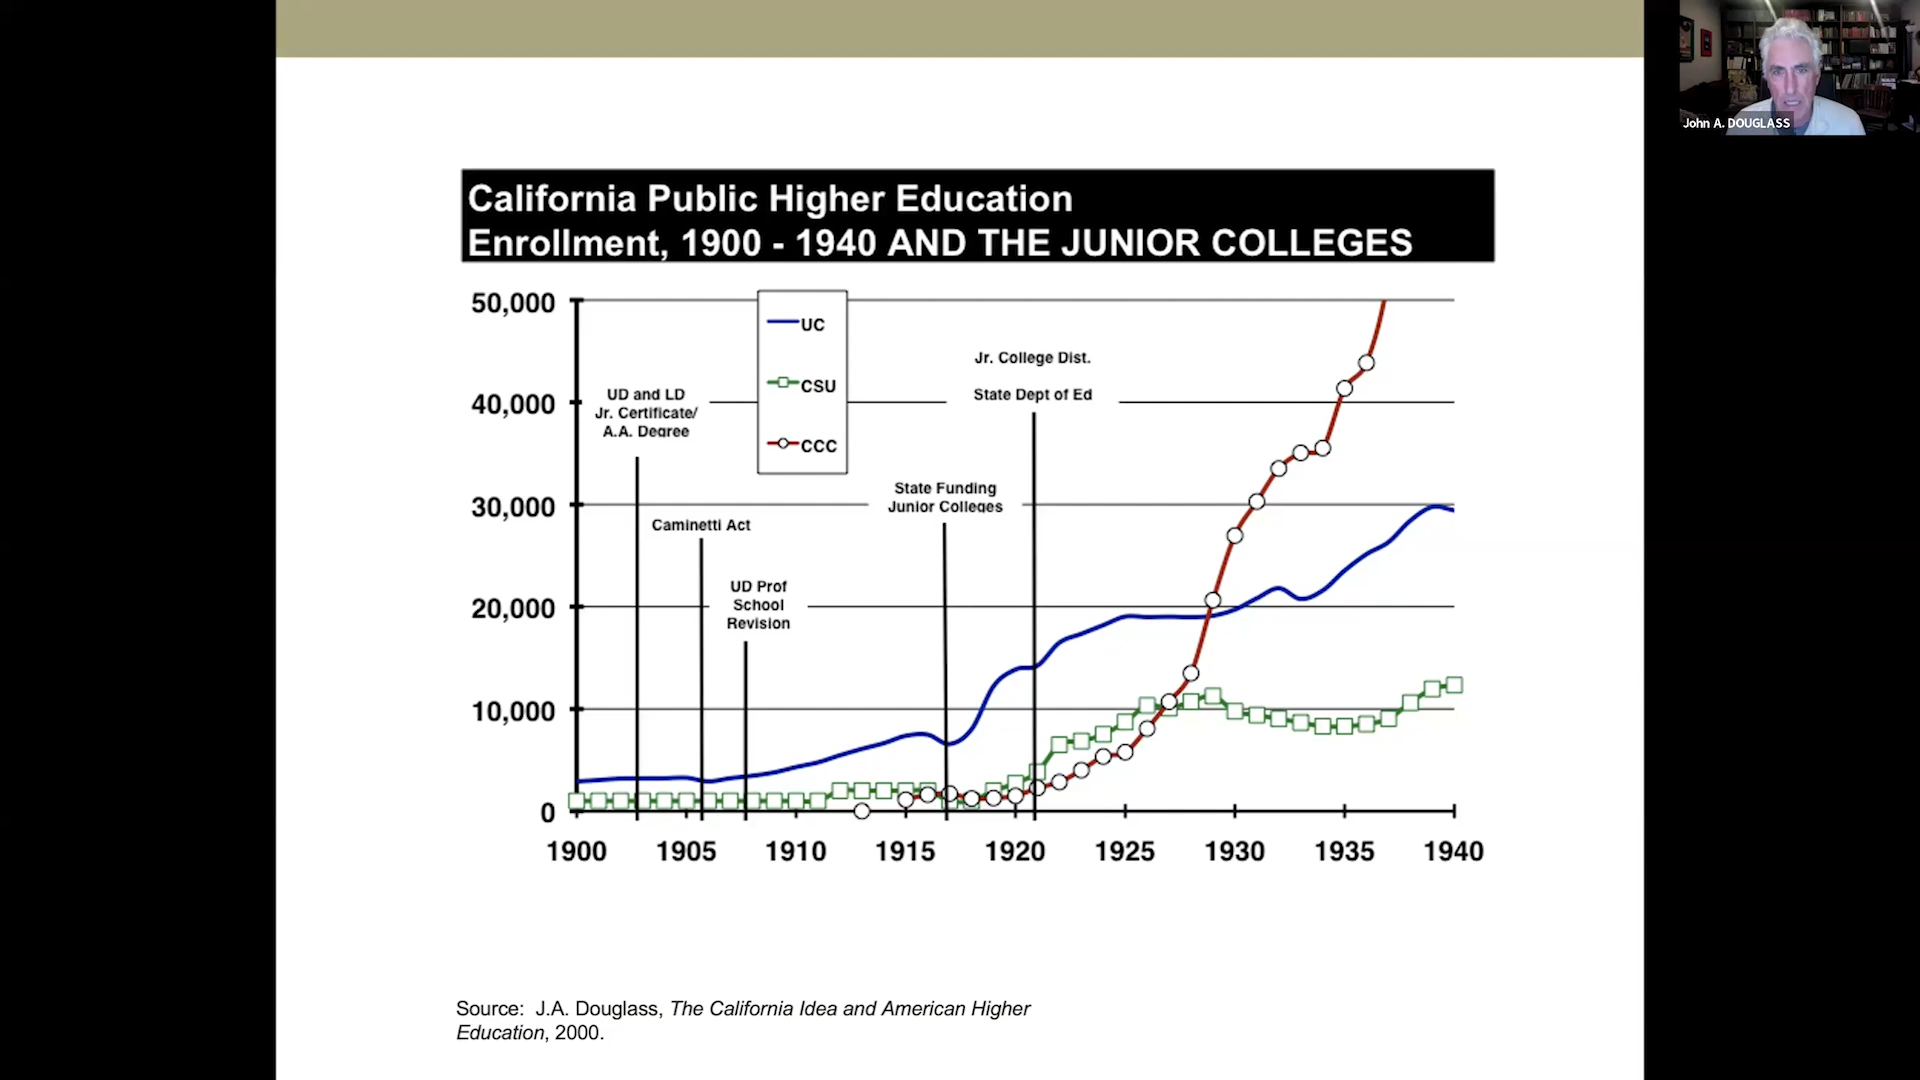 John A. DOUGLASS
California Public Higher Education
Enrollment, 1900 - 1940 AND THE JUNIOR COLLEGES
50,000
40,000
30,000
20,000
10,000
0
UC
CSU
CCC
UD and LD
Jr. Certificate/
A.A. Degree
Caminetti Act
UD Prof
School
Revision
State Funding
Junior Colleges
Jr. College Dist.
State Dept of Ed
1900 1905 1910 1915 1920 1925 1930 1935 1940
Source: J.A. Douglass, The California Idea and American Higher
Education, 2000.